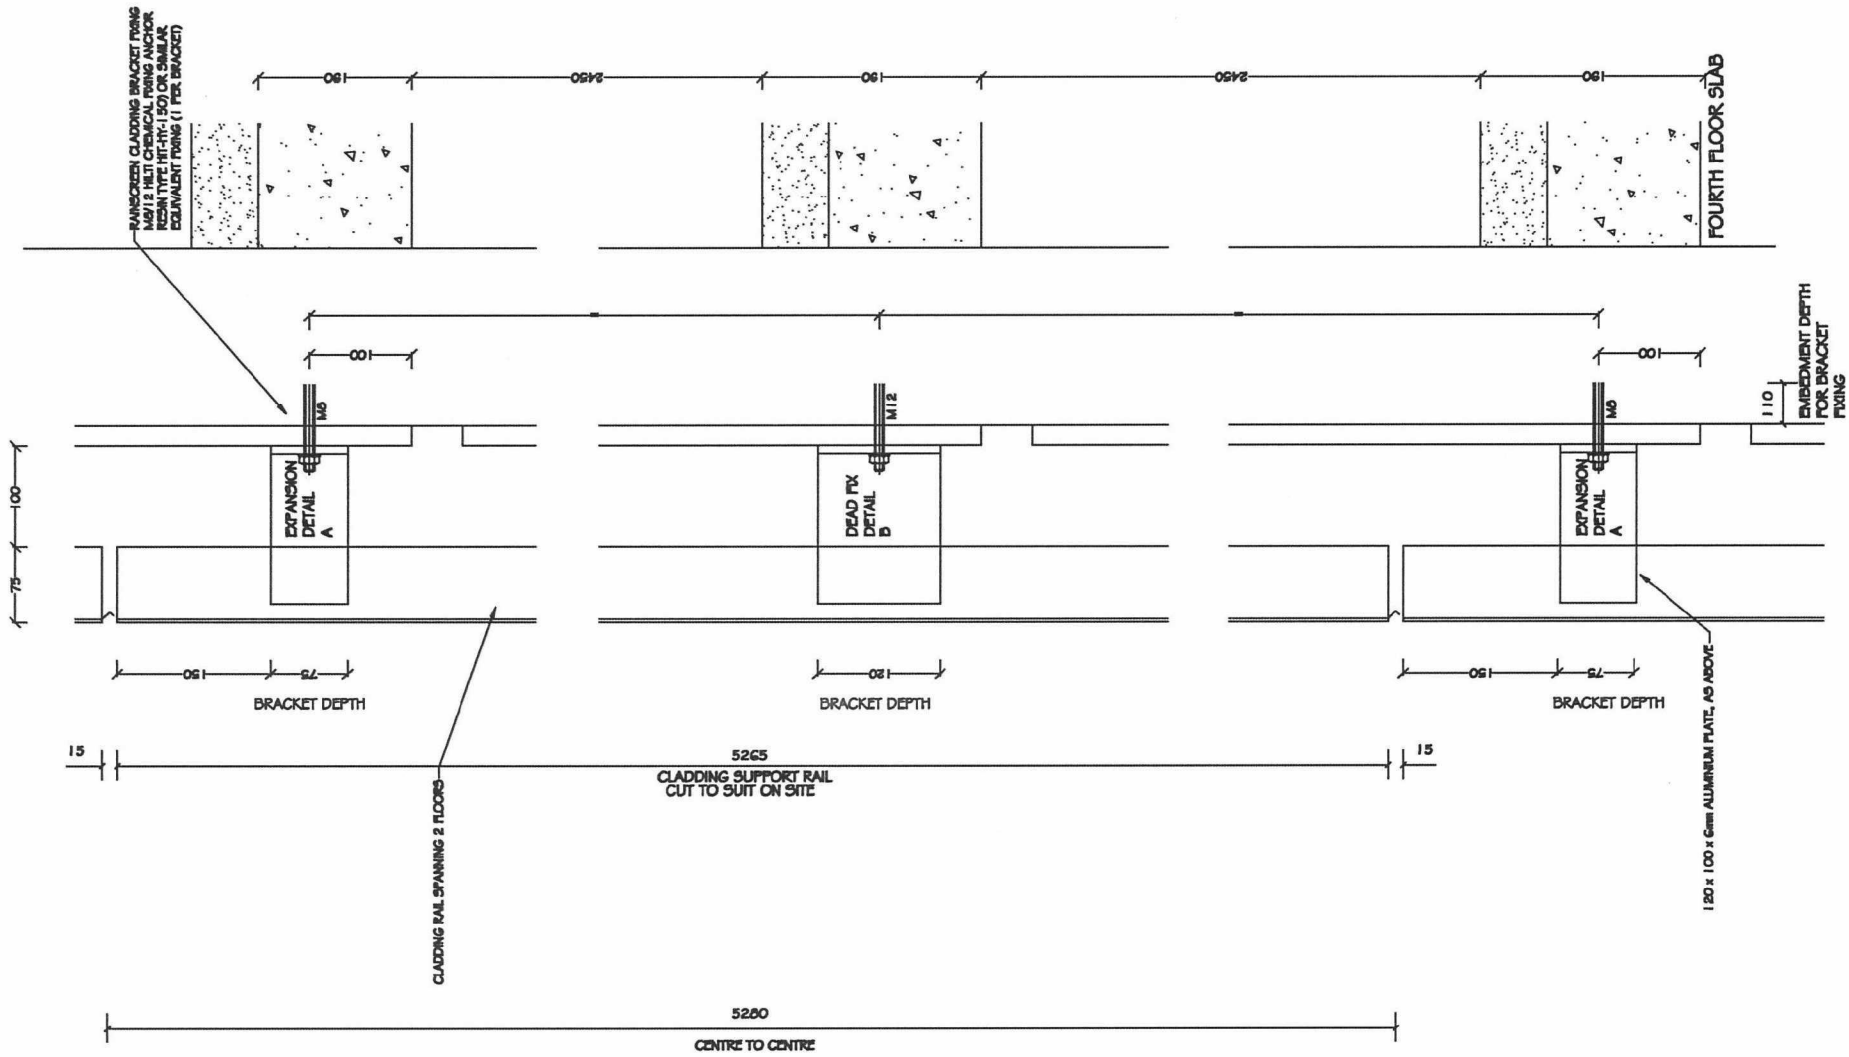 RAINSCREEN CLADDING BRACKET FIXING
M8/12 HILTI CHEMICAL FIXING ANCHOR
RESIN TYPE HIT-HY-150) OR SIMILAR
EQUIVALENT FIXING (1 PER BRACKET)
190
2450
190
2450
190
FOURTH FLOOR SLAB
=
=
100
100
110
EMBEDMENT DEPTH
FOR BRACKET
FIXING
M8
M12
M8
EXPANSION
DETAIL
A
DEAD FIX
DETAIL
B
EXPANSION
DETAIL
A
100
75
150
75
BRACKET DEPTH
120
BRACKET DEPTH
150
75
BRACKET DEPTH
15
5265
CLADDING SUPPORT RAIL
CUT TO SUIT ON SITE
15
CLADDING RAIL SPANNING 2 FLOORS
120 x 100 x 6mm ALUMINIUM PLATE, AS ABOVE
5280
CENTRE TO CENTRE